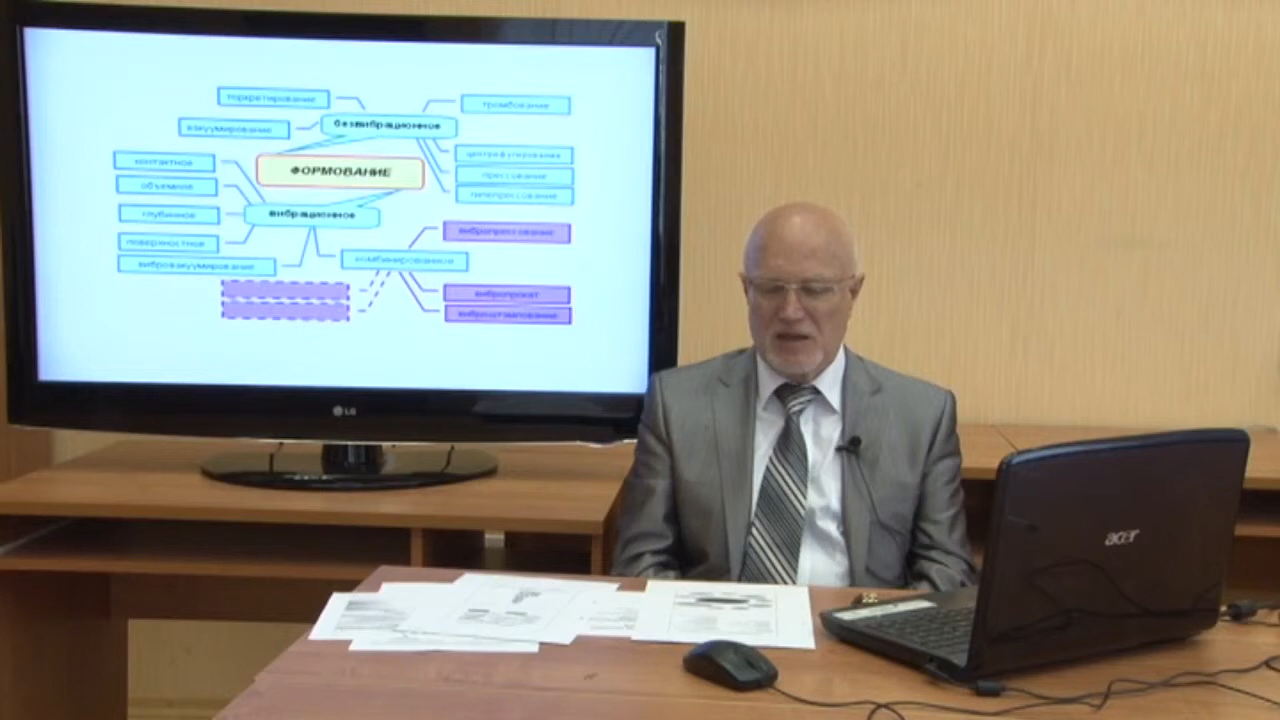 торкретирование
тромбование
безвибрационное
вакуумирование
центрифугирование
контактное
ФОРМОВАНИЕ
прессование
объемное
гиперпрессование
глубинное
вибрационное
вибропрессование
поверхностное
комбинированное
вибровакуумирование
вибропрокат
виброштампование
LG
acer